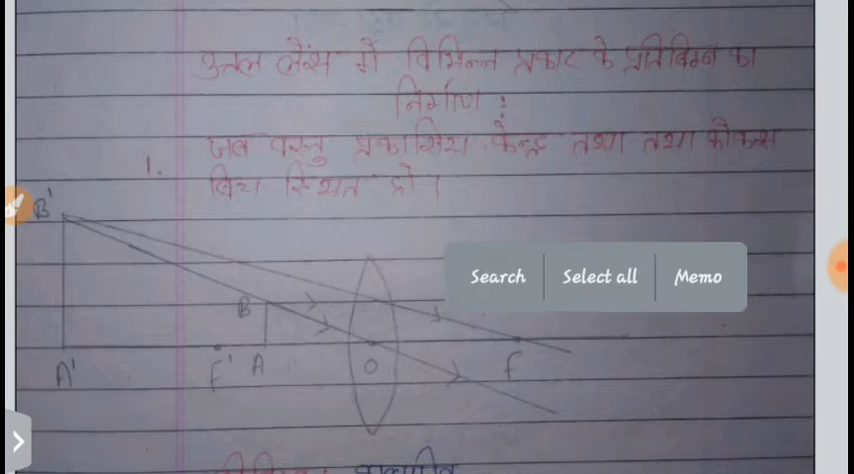 उत्तल लेंस में विभिन्न प्रकार के प्रतिबिम्ब का
निर्माण :
1. जब वस्तु प्रकाशिय केन्द्र तथा तथा फोकस
बिच स्थित हो।
B'
Search Select all Memo
B
A' F' A O F